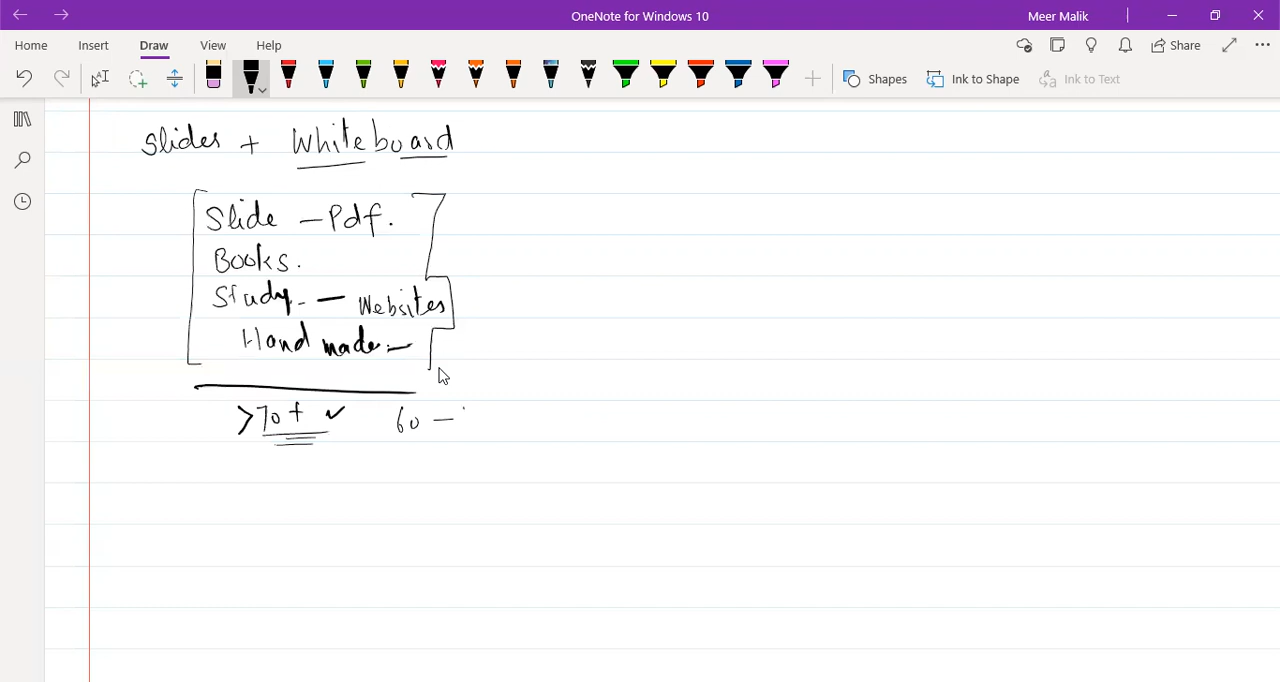 OneNote for Windows 10
Meer Malik
Home Insert Draw View Help
Share
Shapes Ink to Shape Ink to Text
Slides + Whiteboard
Slide - Pdf.
Books.
Study. - Websites
Hand made. -
>70+ ✓ 60 -